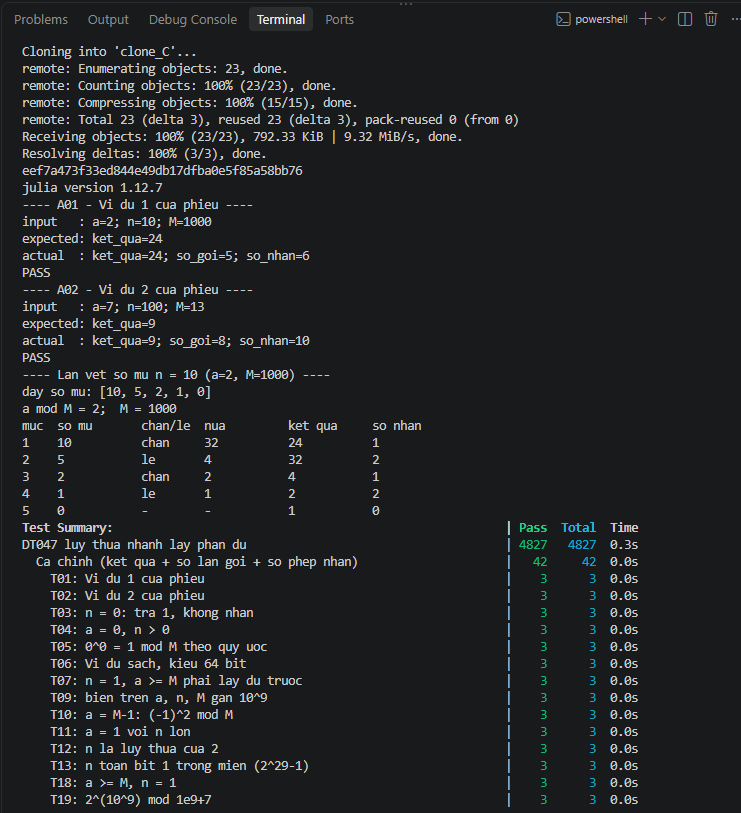 Problems Output Debug Console Terminal Ports powershell
Cloning into 'clone_C'...
remote: Enumerating objects: 23, done.
remote: Counting objects: 100% (23/23), done.
remote: Compressing objects: 100% (15/15), done.
remote: Total 23 (delta 3), reused 23 (delta 3), pack-reused 0 (from 0)
Receiving objects: 100% (23/23), 792.33 KiB | 9.32 MiB/s, done.
Resolving deltas: 100% (3/3), done.
eef7a473f33ed844e49db17dfba0e5f85a58bb76
julia version 1.12.7
---- A01 - Vi du 1 cua phieu ----
input   : a=2; n=10; M=1000
expected: ket_qua=24
actual  : ket_qua=24; so_goi=5; so_nhan=6
PASS
---- A02 - Vi du 2 cua phieu ----
input   : a=7; n=100; M=13
expected: ket_qua=9
actual  : ket_qua=9; so_goi=8; so_nhan=10
PASS
---- Lan vet so mu n = 10 (a=2, M=1000) ----
day so mu: [10, 5, 2, 1, 0]
a mod M = 2;  M = 1000
muc  so mu      chan/le  nua        ket qua    so nhan
1    10         chan     32         24         1
2    5          le       4          32         2
3    2          chan     2          4          1
4    1          le       1          2          2
5    0          -        -          1          0
Test Summary: | Pass  Total  Time
DT047 luy thua nhanh lay phan du | 4827   4827  0.3s
  Ca chinh (ket qua + so lan goi + so phep nhan) |   42     42  0.0s
    T01: Vi du 1 cua phieu |    3      3  0.0s
    T02: Vi du 2 cua phieu |    3      3  0.0s
    T03: n = 0: tra 1, khong nhan |    3      3  0.0s
    T04: a = 0, n > 0 |    3      3  0.0s
    T05: 0^0 = 1 mod M theo quy uoc |    3      3  0.0s
    T06: Vi du sach, kieu 64 bit |    3      3  0.0s
    T07: n = 1, a >= M phai lay du truoc |    3      3  0.0s
    T09: bien tren a, n, M gan 10^9 |    3      3  0.0s
    T10: a = M-1: (-1)^2 mod M |    3      3  0.0s
    T11: a = 1 voi n lon |    3      3  0.0s
    T12: n la luy thua cua 2 |    3      3  0.0s
    T13: n toan bit 1 trong mien (2^29-1) |    3      3  0.0s
    T18: a >= M, n = 1 |    3      3  0.0s
    T19: 2^(10^9) mod 1e9+7 |    3      3  0.0s